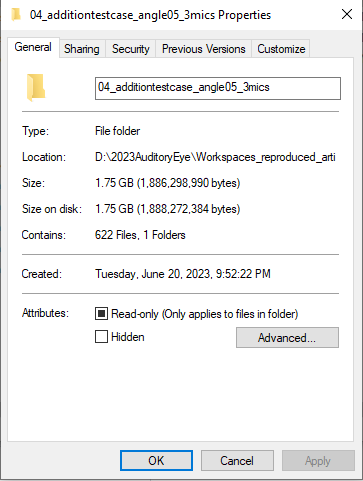 04_additiontestcase_angle05_3mics Properties
General Sharing Security Previous Versions Customize
04_additiontestcase_angle05_3mics
Type: File folder
Location: D:\2023AuditoryEye\Workspaces_reproduced_arti
Size: 1.75 GB (1,886,298,990 bytes)
Size on disk: 1.75 GB (1,888,272,384 bytes)
Contains: 622 Files, 1 Folders
Created: Tuesday, June 20, 2023, 9:52:22 PM
Attributes: Read-only (Only applies to files in folder)
Hidden Advanced...
OK Cancel Apply